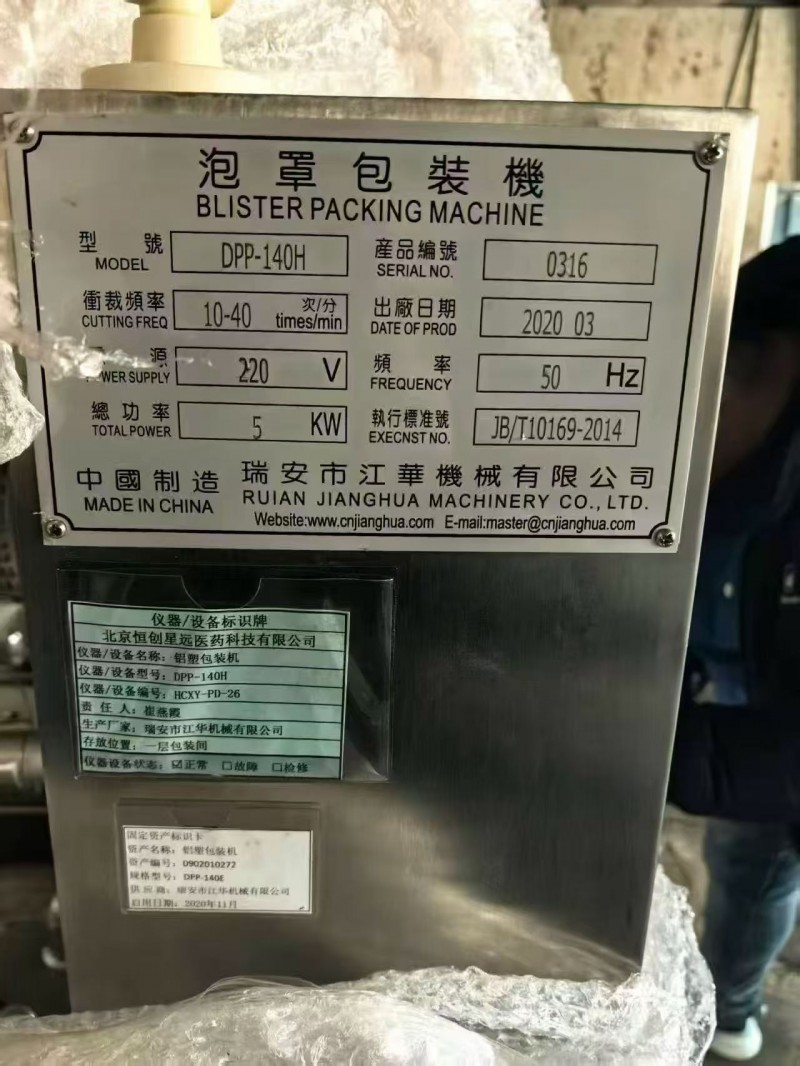 泡罩包裝機
BLISTER PACKING MACHINE
型號 MODEL DPP-140H 產品編號 SERIAL NO. 0316
衝裁頻率 CUTTING FREQ 10-40 次/分 times/min 出廠日期 DATE OF PROD 2020 03
源 POWER SUPPLY 220 V 頻率 FREQUENCY 50 Hz
總功率 TOTAL POWER 5 KW 執行標准號 EXECNST NO. JB/T10169-2014
中國制造 瑞安市江華機械有限公司
MADE IN CHINA RUIAN JIANGHUA MACHINERY CO., LTD.
Website:www.cnjianghua.com E-mail:master@cnjianghua.com
仪器/设备标识牌
北京恒创星远医药科技有限公司
仪器/设备名称: 铝塑包装机
仪器/设备型号: DPP-140H
仪器/设备编号: HCXY-PD-26
责 任 人: 崔燕霞
生产厂家: 瑞安市江华机械有限公司
存放位置: 一层包装间
仪器设备状态: ☑正常 □故障 □检修
固定资产标识卡
资产名称: 铝塑包装机
资产编号: 0902010272
规格型号: DPP-140E
供 应 商: 瑞安市江华机械有限公司
启用日期: 2020年11月